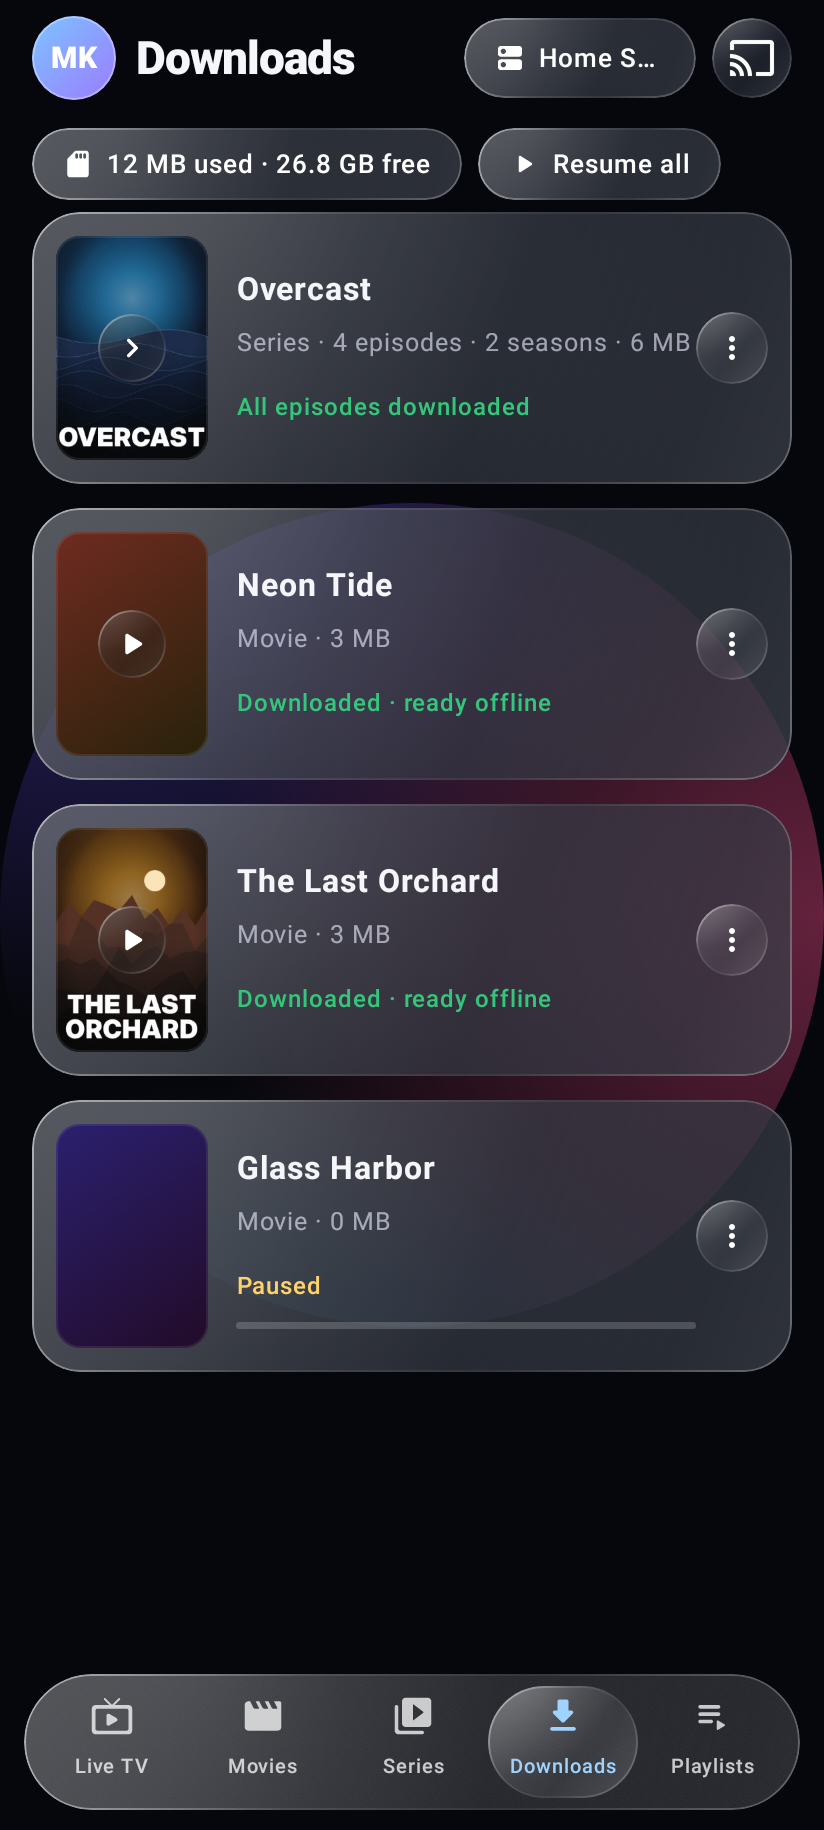 MK
Downloads
Home S…
12 MB used · 26.8 GB free
Resume all
OVERCAST
Overcast
Series · 4 episodes · 2 seasons · 6 MB
All episodes downloaded
Neon Tide
Movie · 3 MB
Downloaded · ready offline
THE LAST
ORCHARD
The Last Orchard
Movie · 3 MB
Downloaded · ready offline
Glass Harbor
Movie · 0 MB
Paused
Live TV
Movies
Series
Downloads
Playlists